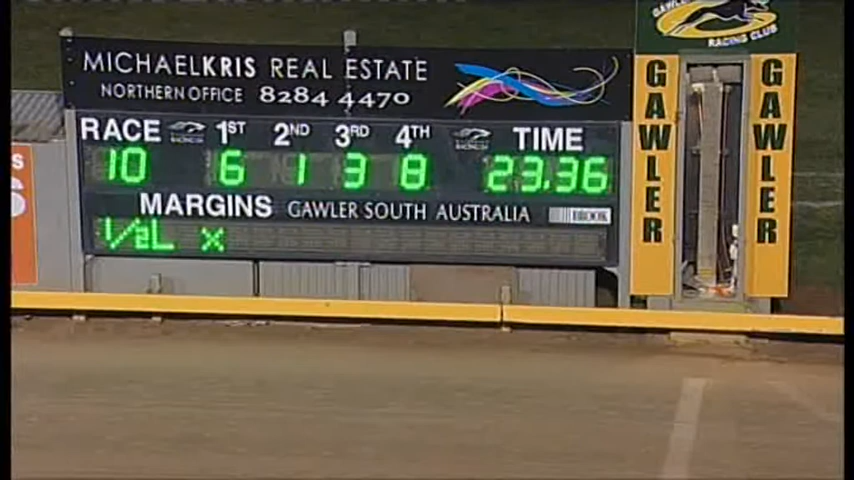 GAWLER
RACING CLUB
MICHAELKRIS REAL ESTATE
NORTHERN OFFICE 8284 4470
RACE 1ST 2ND 3RD 4TH TIME
10 6 1 3 8 23.36
MARGINS GAWLER SOUTH AUSTRALIA BROOK
1/2L X
GAWLER
GAWLER
S
S